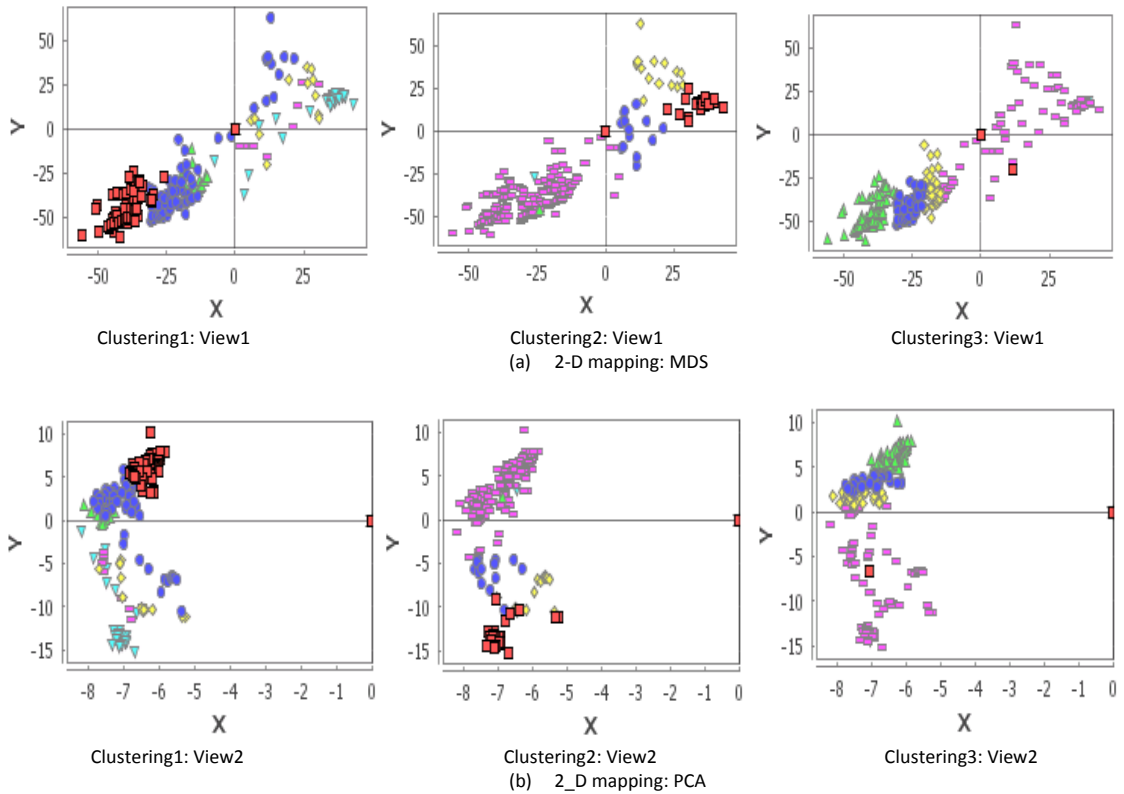 50
25
0
-25
-50
Y
-50 -25 0 25
X
50
25
0
-25
-50
Y
-50 -25 0 25
X
50
25
0
-25
-50
Y
-50 -25 0 25
X
Clustering1: View1 Clustering2: View1 Clustering3: View1
(a) 2-D mapping: MDS
10
5
0
-5
-10
-15
Y
-8 -7 -6 -5 -4 -3 -2 -1 0
X
10
5
0
-5
-10
-15
Y
-8 -7 -6 -5 -4 -3 -2 -1 0
X
10
5
0
-5
-10
-15
Y
-8 -7 -6 -5 -4 -3 -2 -1 0
X
Clustering1: View2 Clustering2: View2 Clustering3: View2
(b) 2_D mapping: PCA